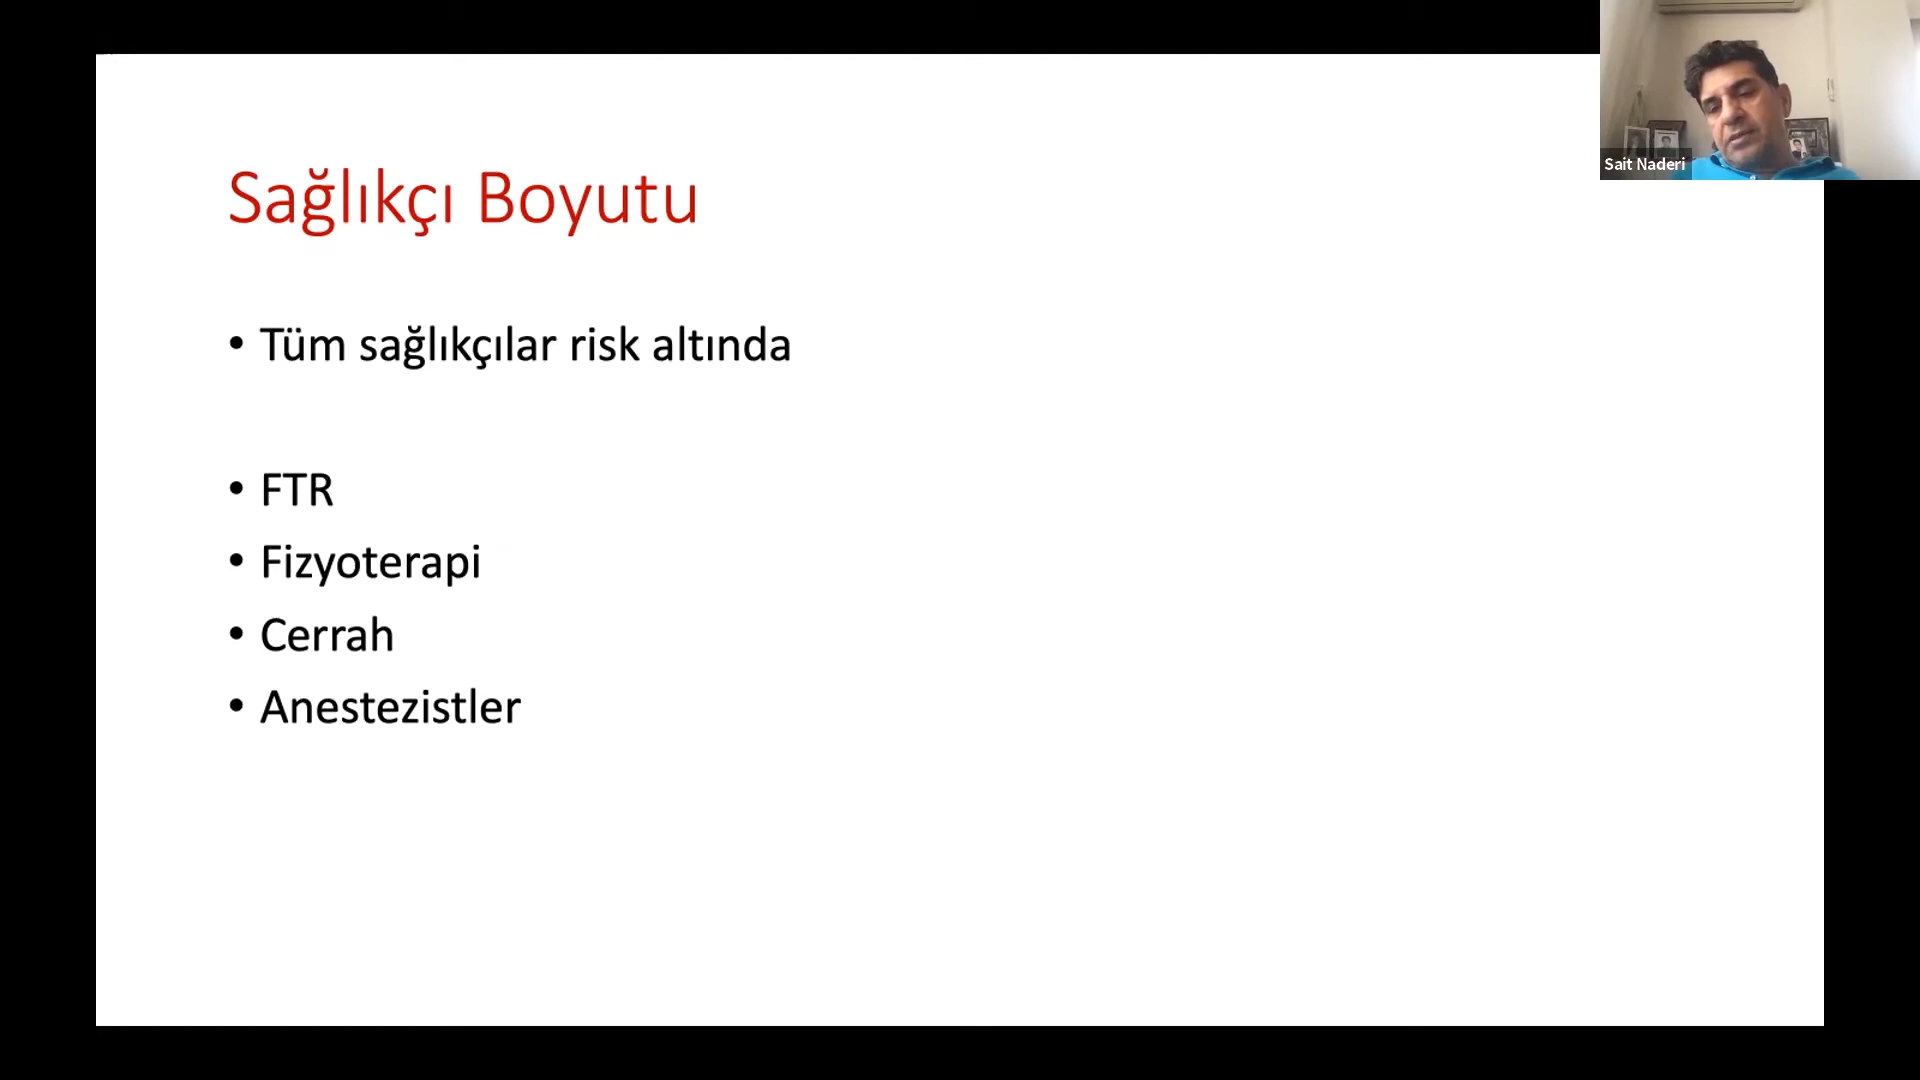 Sağlıkçı Boyutu
• Tüm sağlıkçılar risk altında
• FTR
• Fizyoterapi
• Cerrah
• Anestezistler
Sait Naderi